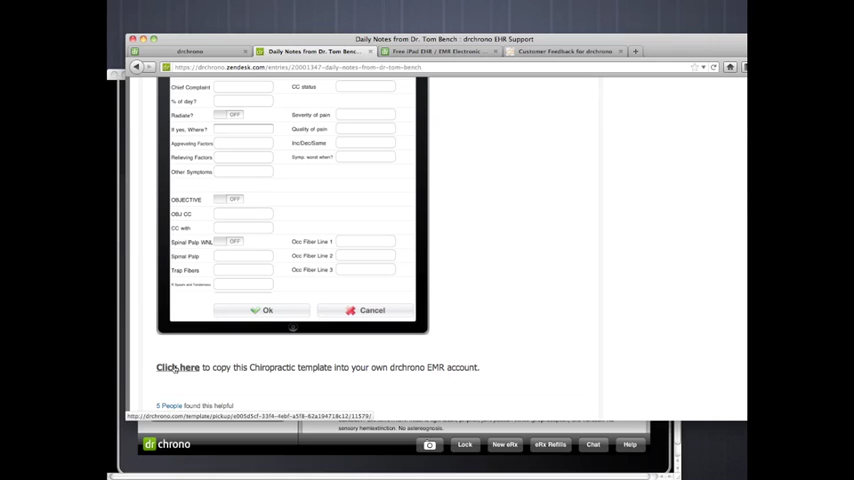 Daily Notes from Dr. Tom Bench : drchrono EHR Support
drchrono
Daily Notes from Dr. Tom Benc...
Free iPad EHR / EMR Electronic ...
Customer Feedback for drchrono
https://drchrono.zendesk.com/entries/20001347-daily-notes-from-dr-tom-bench
Chief Complaint
CC status
% of day?
Radiate? OFF
Severity of pain
If yes, Where?
Quality of pain
Aggravating Factors
Inc/Dec/Same
Relieving Factors
Symp. worst when?
Other Symptoms
OBJECTIVE OFF
OBJ CC
CC with
Spinal Palp WNL OFF
Occ Fiber Line 1
Spinal Palp
Occ Fiber Line 2
Trap Fibers
Occ Fiber Line 3
Ok Cancel
Click here to copy this Chiropractic template into your own drchrono EMR account.
5 People found this helpful
sensory hemiextinction. No astereognosis.
drchrono
Lock
New eRx
eRx Refills
Chat
Help